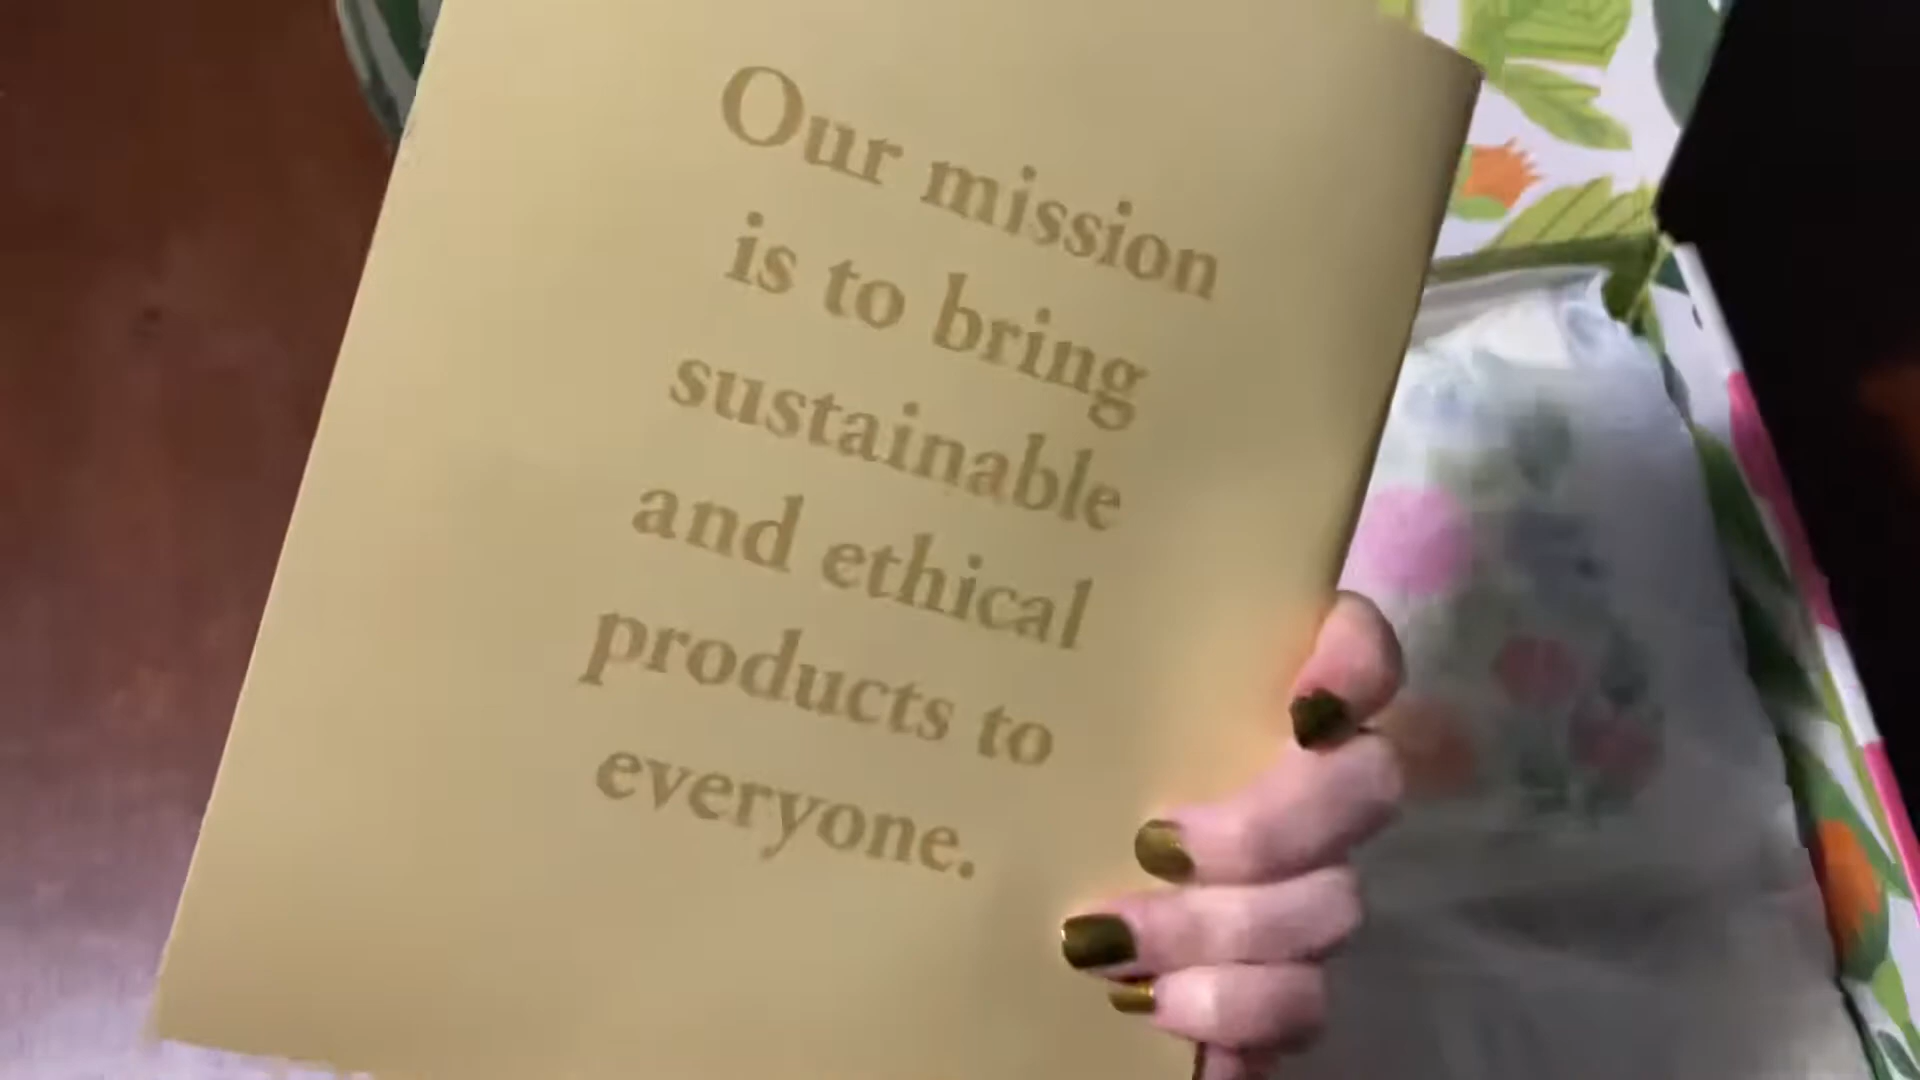 Our mission
is to bring
sustainable
and ethical
products to
everyone.